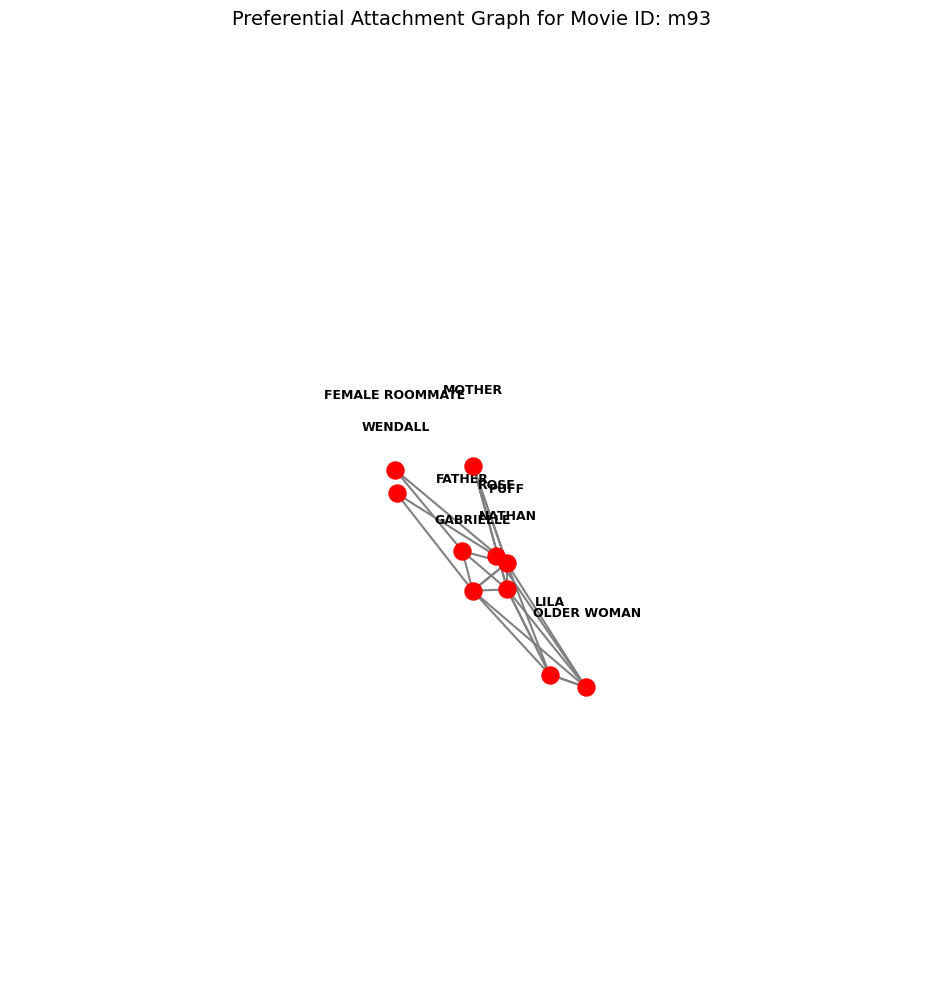 Preferential Attachment Graph for Movie ID: m93
MOTHER
FEMALE ROOMMATE
WENDALL
FATHER
ROSE
PUFF
NATHAN
GABRIELLE
LILA
OLDER WOMAN